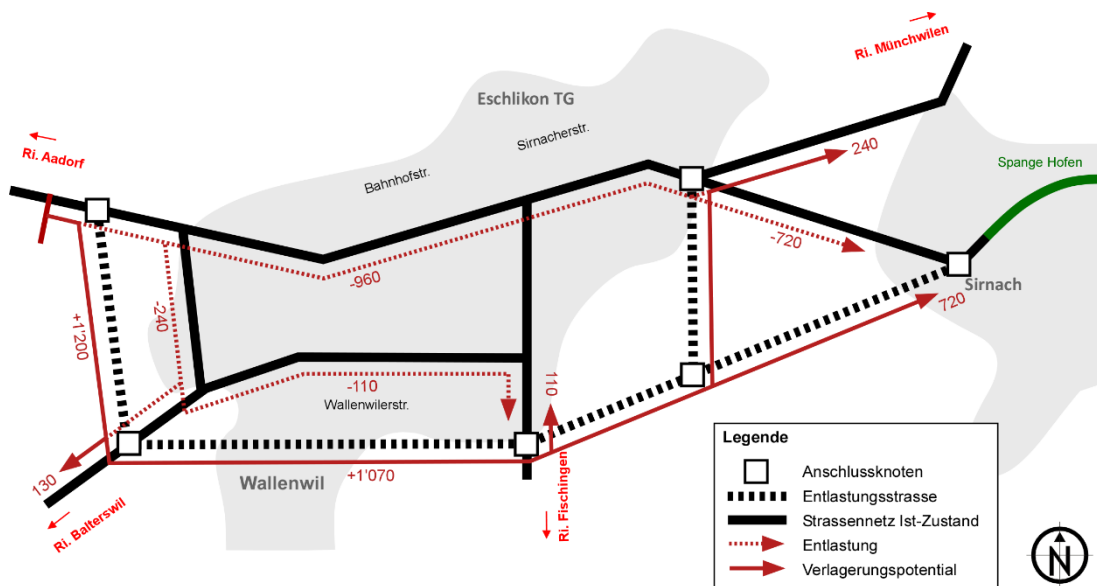 Ri. Münchwilen
Eschlikon TG
Ri. Aadorf
Sirnacherstr.
Bahnhofstr.
240
Spange Hofen
-720
-960
Sirnach
720
-240
+1'200
-110
Wallenwilerstr.
110
130
+1'070
Wallenwil
Ri. Balterswil
Ri. Fischingen
Legende
Anschlussknoten
Entlastungsstrasse
Strassennetz Ist-Zustand
Entlastung
Verlagerungspotential
N